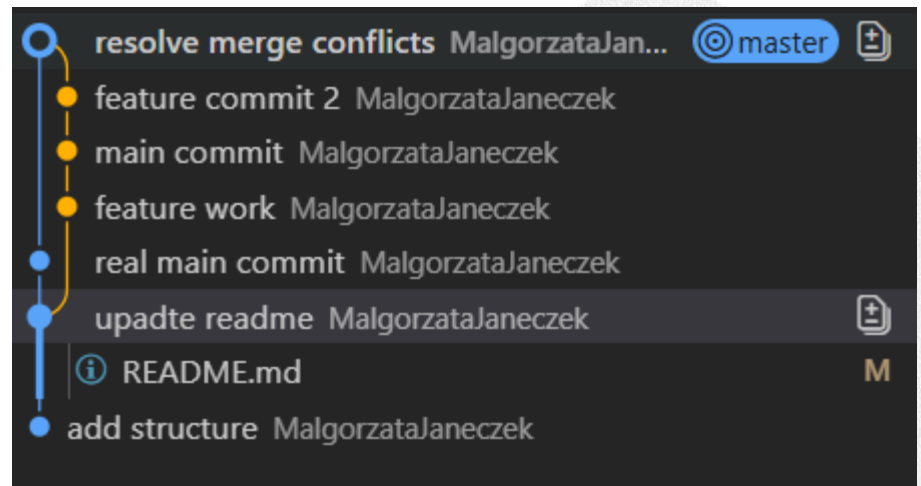 resolve merge conflicts MalgorzataJan... master
feature commit 2 MalgorzataJaneczek
main commit MalgorzataJaneczek
feature work MalgorzataJaneczek
real main commit MalgorzataJaneczek
upadte readme MalgorzataJaneczek
README.md M
add structure MalgorzataJaneczek